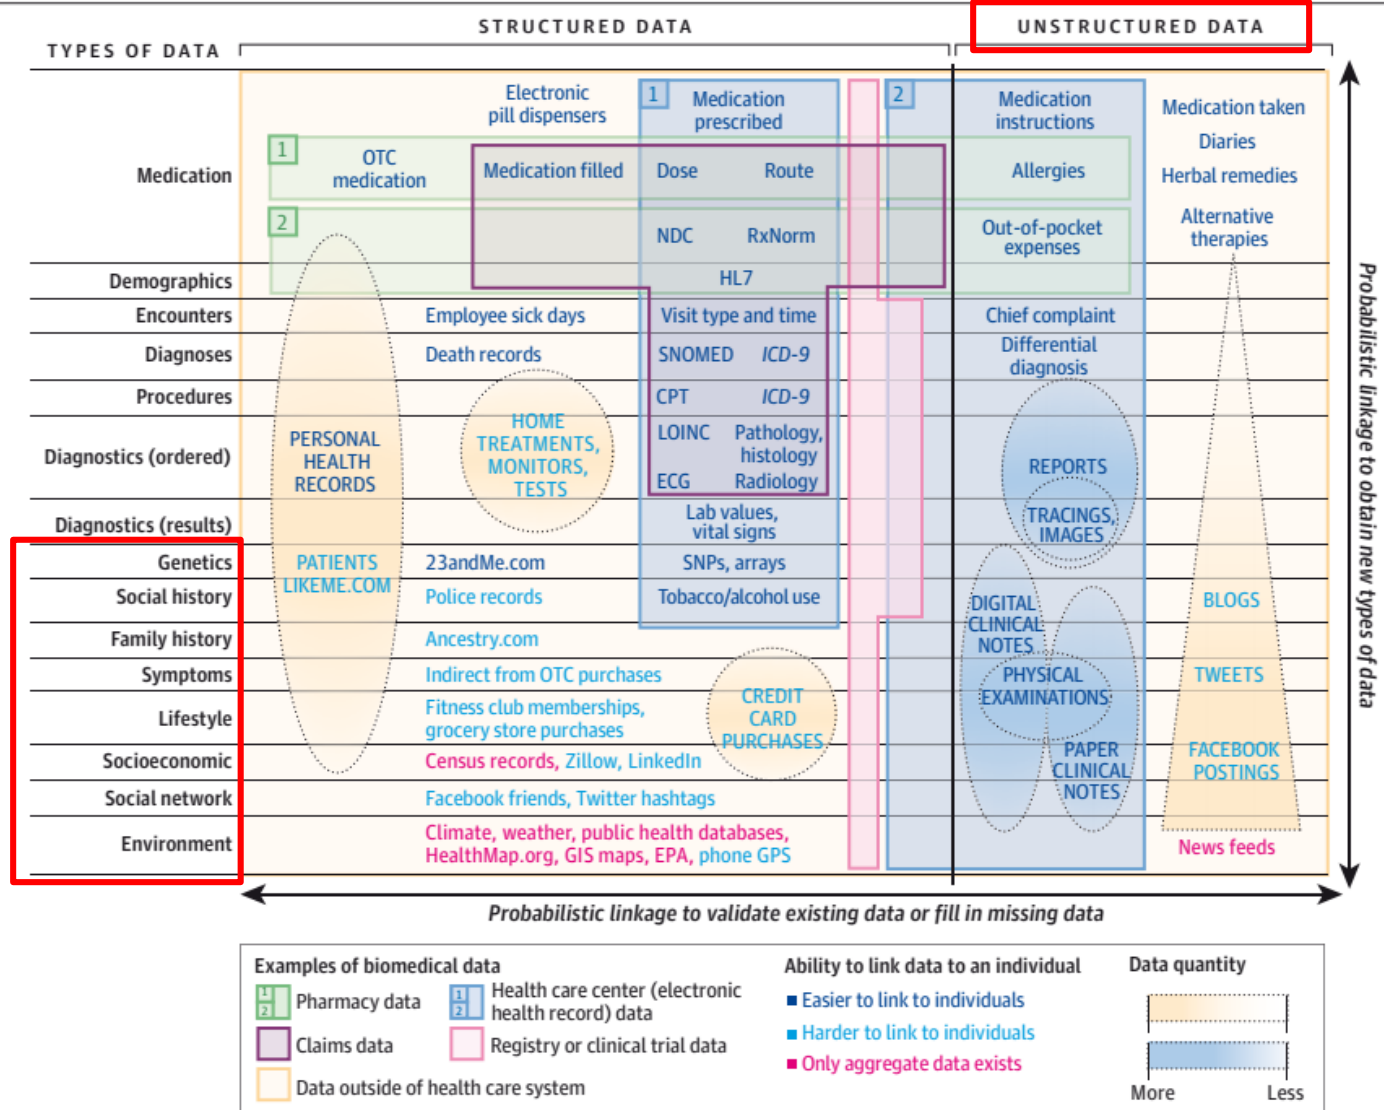 STRUCTURED DATA
UNSTRUCTURED DATA
TYPES OF DATA
Medication
Demographics
Encounters
Diagnoses
Procedures
Diagnostics (ordered)
Diagnostics (results)
Genetics
Social history
Family history
Symptoms
Lifestyle
Socioeconomic
Social network
Environment
Electronic
pill dispensers
1
Medication
prescribed
2
Medication
instructions
Medication taken
Diaries
Herbal remedies
Alternative
therapies
1
OTC
medication
Medication filled
Dose
Route
Allergies
2
NDC
RxNorm
Out-of-pocket
expenses
HL7
Employee sick days
Visit type and time
Chief complaint
Death records
SNOMED
ICD-9
Differential
diagnosis
CPT
ICD-9
PERSONAL
HEALTH
RECORDS
HOME
TREATMENTS,
MONITORS,
TESTS
LOINC
Pathology,
histology
ECG
Radiology
REPORTS
Lab values,
vital signs
TRACINGS,
IMAGES
PATIENTS
LIKEME.COM
23andMe.com
SNPs, arrays
Police records
Tobacco/alcohol use
DIGITAL
CLINICAL
NOTES
BLOGS
Ancestry.com
Indirect from OTC purchases
PHYSICAL
EXAMINATIONS
TWEETS
Fitness club memberships,
grocery store purchases
CREDIT
CARD
PURCHASES
Census records, Zillow, LinkedIn
PAPER
CLINICAL
NOTES
FACEBOOK
POSTINGS
Facebook friends, Twitter hashtags
Climate, weather, public health databases,
HealthMap.org, GIS maps, EPA, phone GPS
News feeds
Probabilistic linkage to obtain new types of data
Probabilistic linkage to validate existing data or fill in missing data
Examples of biomedical data
1
2
Pharmacy data
1
2
Health care center (electronic
health record) data
Claims data
Registry or clinical trial data
Data outside of health care system
Ability to link data to an individual
Easier to link to individuals
Harder to link to individuals
Only aggregate data exists
Data quantity
More
Less